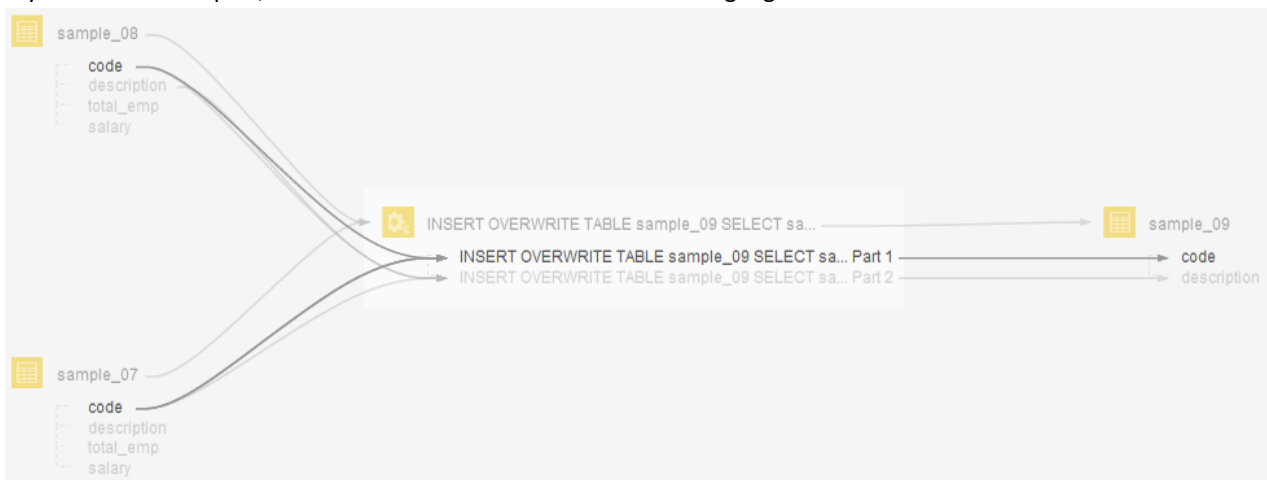 sample_08
code
description
total_emp
salary
INSERT OVERWRITE TABLE sample_09 SELECT sa...
INSERT OVERWRITE TABLE sample_09 SELECT sa... Part 1
INSERT OVERWRITE TABLE sample_09 SELECT sa... Part 2
sample_09
code
description
sample_07
code
description
total_emp
salary